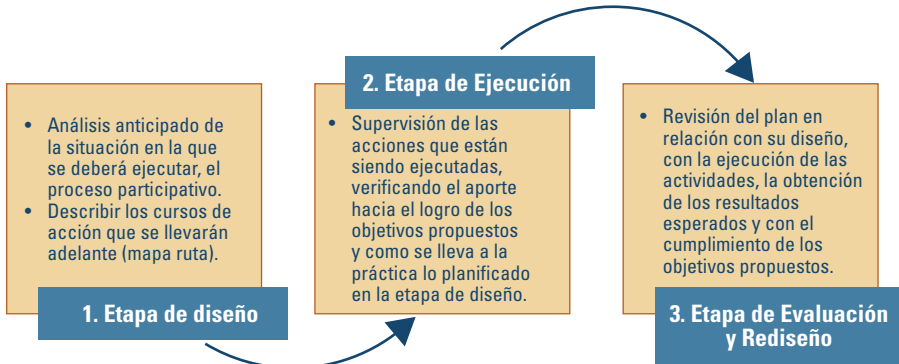 • Análisis anticipado de
la situación en la que
se deberá ejecutar, el
proceso participativo.
• Describir los cursos de
acción que se llevarán
adelante (mapa ruta).
1. Etapa de diseño
2. Etapa de Ejecución
• Supervisión de las
acciones que están
siendo ejecutadas,
verificando el aporte
hacia el logro de los
objetivos propuestos
y como se lleva a la
práctica lo planificado
en la etapa de diseño.
• Revisión del plan en
relación con su diseño,
con la ejecución de las
actividades, la obtención
de los resultados
esperados y con el
cumplimiento de los
objetivos propuestos.
3. Etapa de Evaluación
y Rediseño